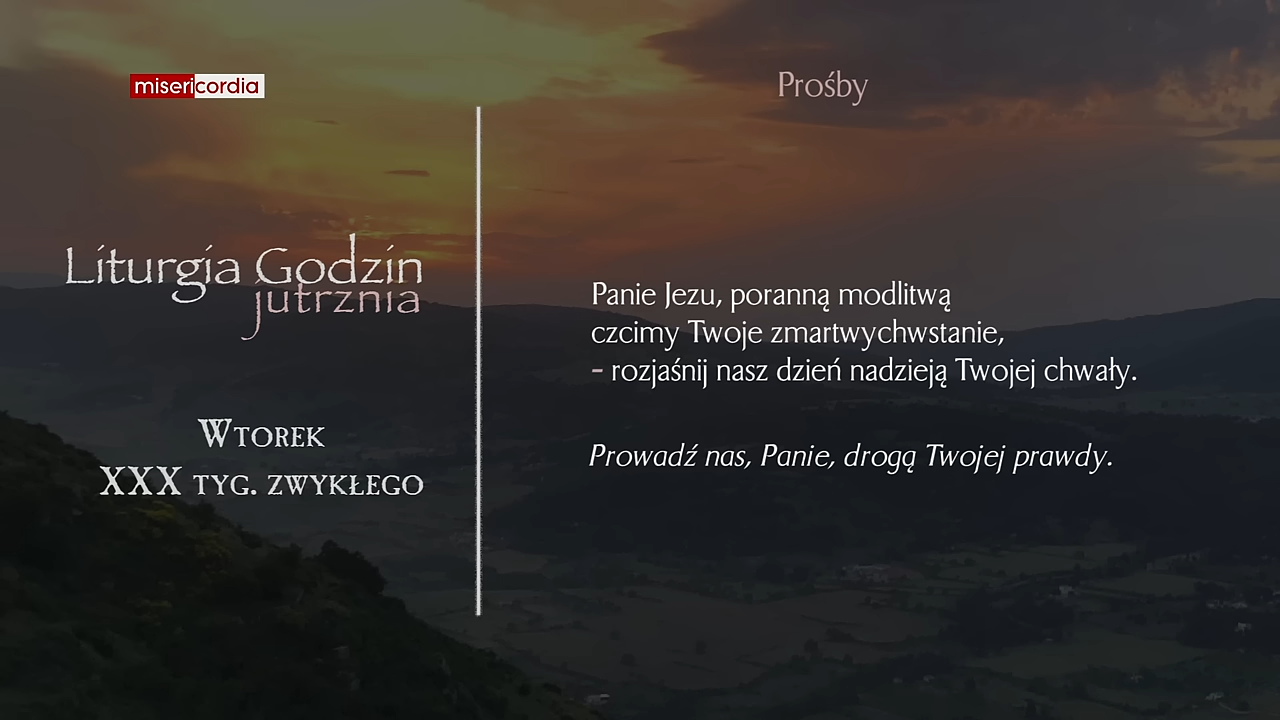 misericordia
Liturgia Godzin
jutrznia
Wtorek
XXX tyg. zwykłego
Prośby
Panie Jezu, poranną modlitwą
czcimy Twoje zmartwychwstanie,
- rozjaśnij nasz dzień nadzieją Twojej chwały.
Prowadź nas, Panie, drogą Twojej prawdy.